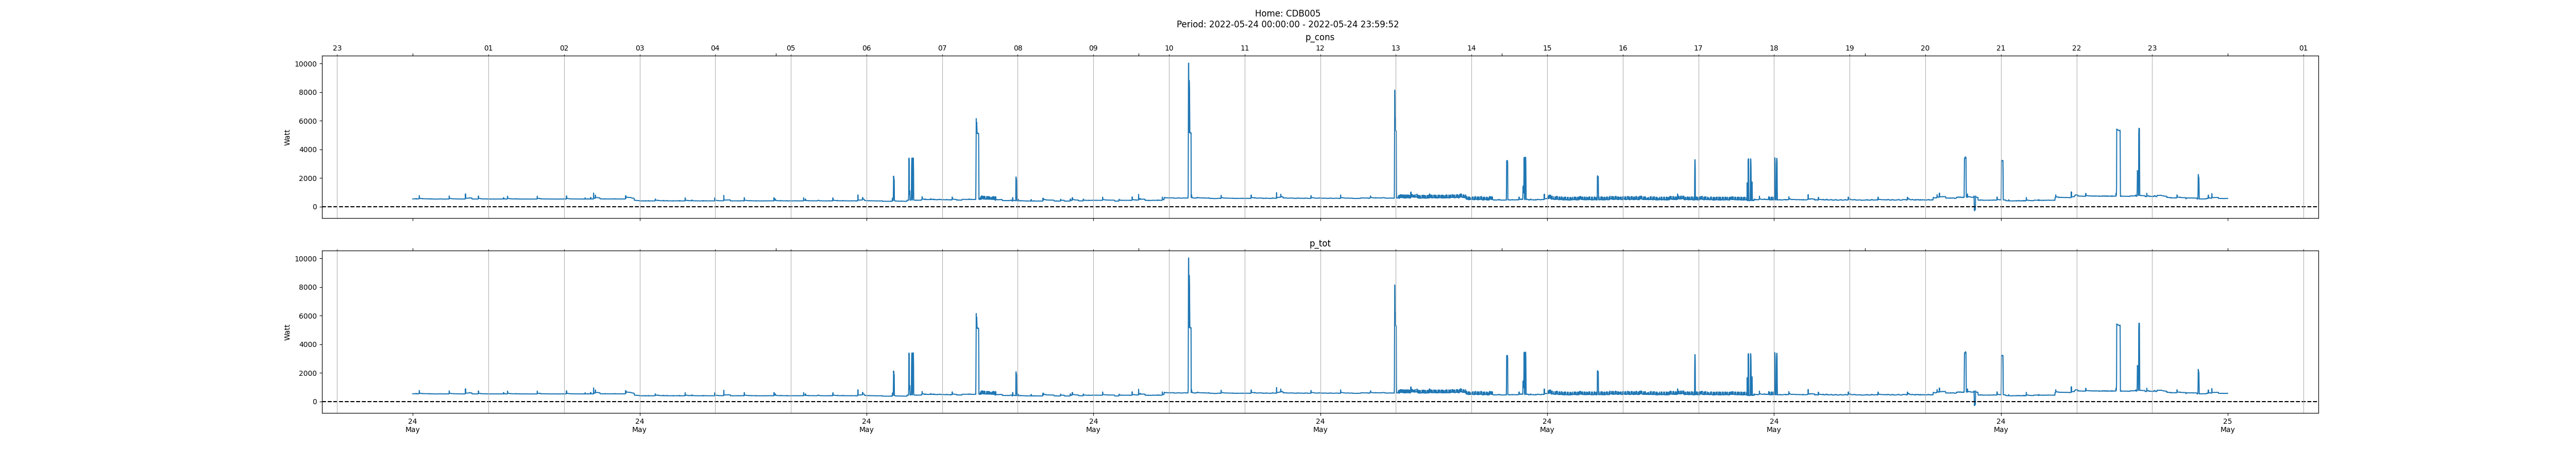 Home: CDB005
Period: 2022-05-24 00:00:00 - 2022-05-24 23:59:52
p_cons
23 01 02 03 04 05 06 07 08 09 10 11 12 13 14 15 16 17 18 19 20 21 22 23 01
10000
8000
6000
4000
2000
0
Watt
p_tot
10000
8000
6000
4000
2000
0
Watt
24 24 24 24 24 24 24 24 25
May May May May May May May May May